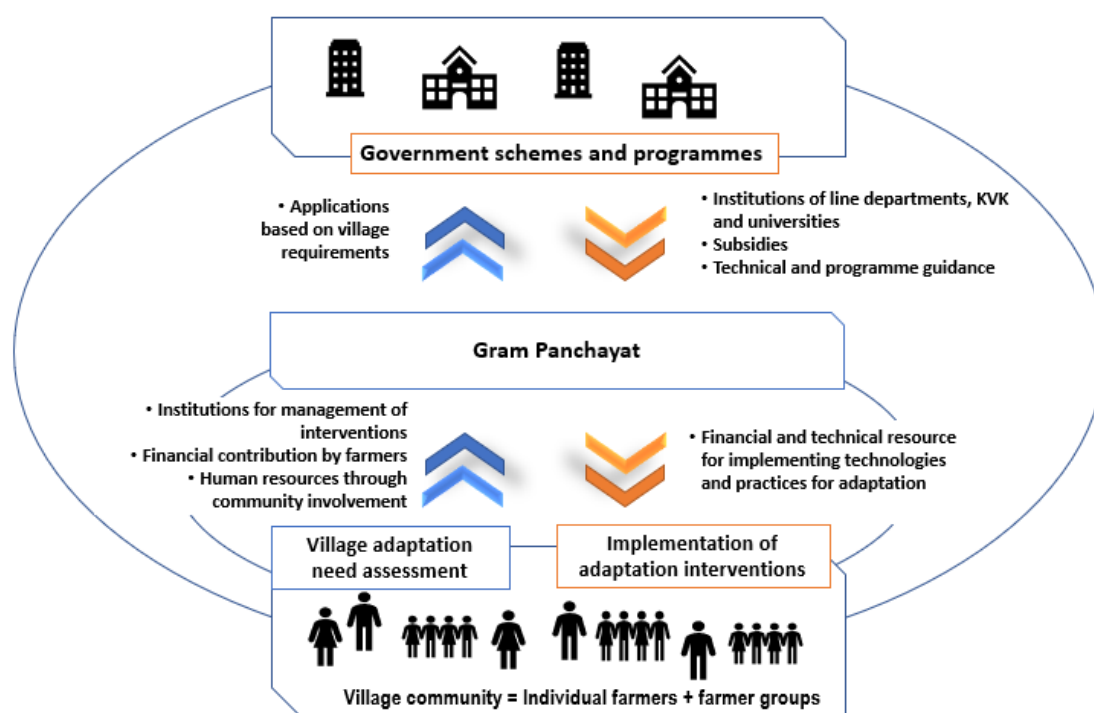 Government schemes and programmes
• Applications
based on village
requirements
• Institutions of line departments, KVK
and universities
• Subsidies
• Technical and programme guidance
Gram Panchayat
• Institutions for management of
interventions
• Financial contribution by farmers
• Human resources through
community involvement
• Financial and technical resource
for implementing technologies
and practices for adaptation
Village adaptation
need assessment
Implementation of
adaptation interventions
Village community = Individual farmers + farmer groups